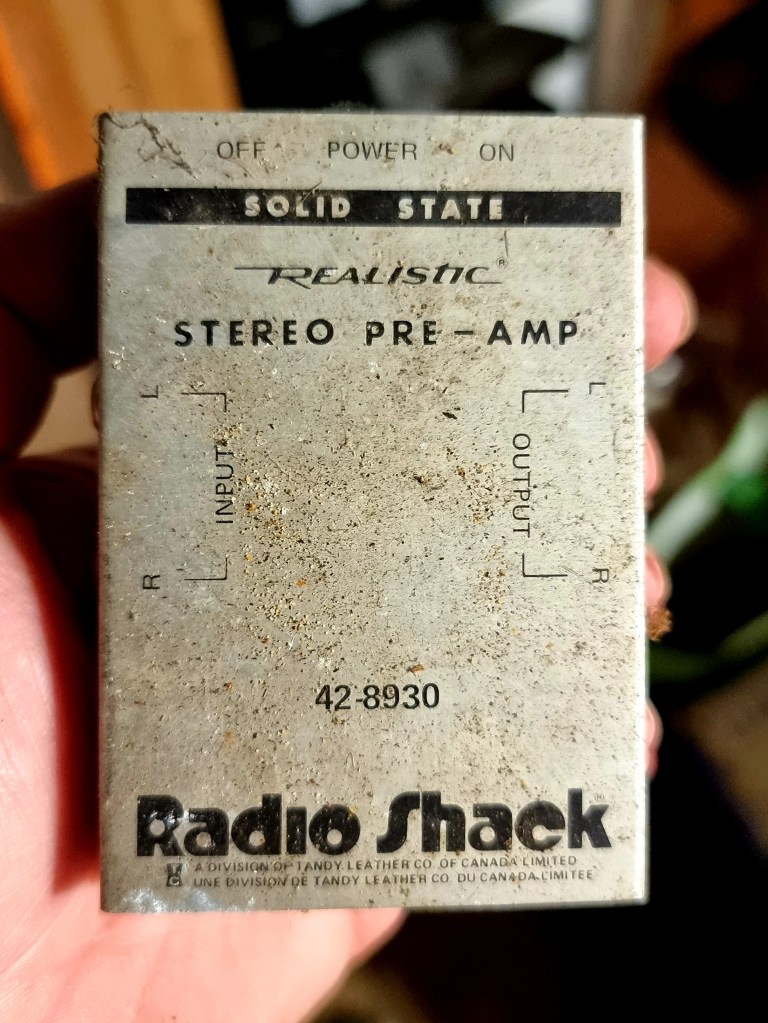 OFF POWER ON
SOLID STATE
REALISTIC®
STEREO PRE-AMP
L L
INPUT OUTPUT
R R
42-8930
Radio Shack
A DIVISION OF TANDY LEATHER CO. OF CANADA LIMITED
UNE DIVISION DE TANDY LEATHER CO. DU CANADA LIMITEE